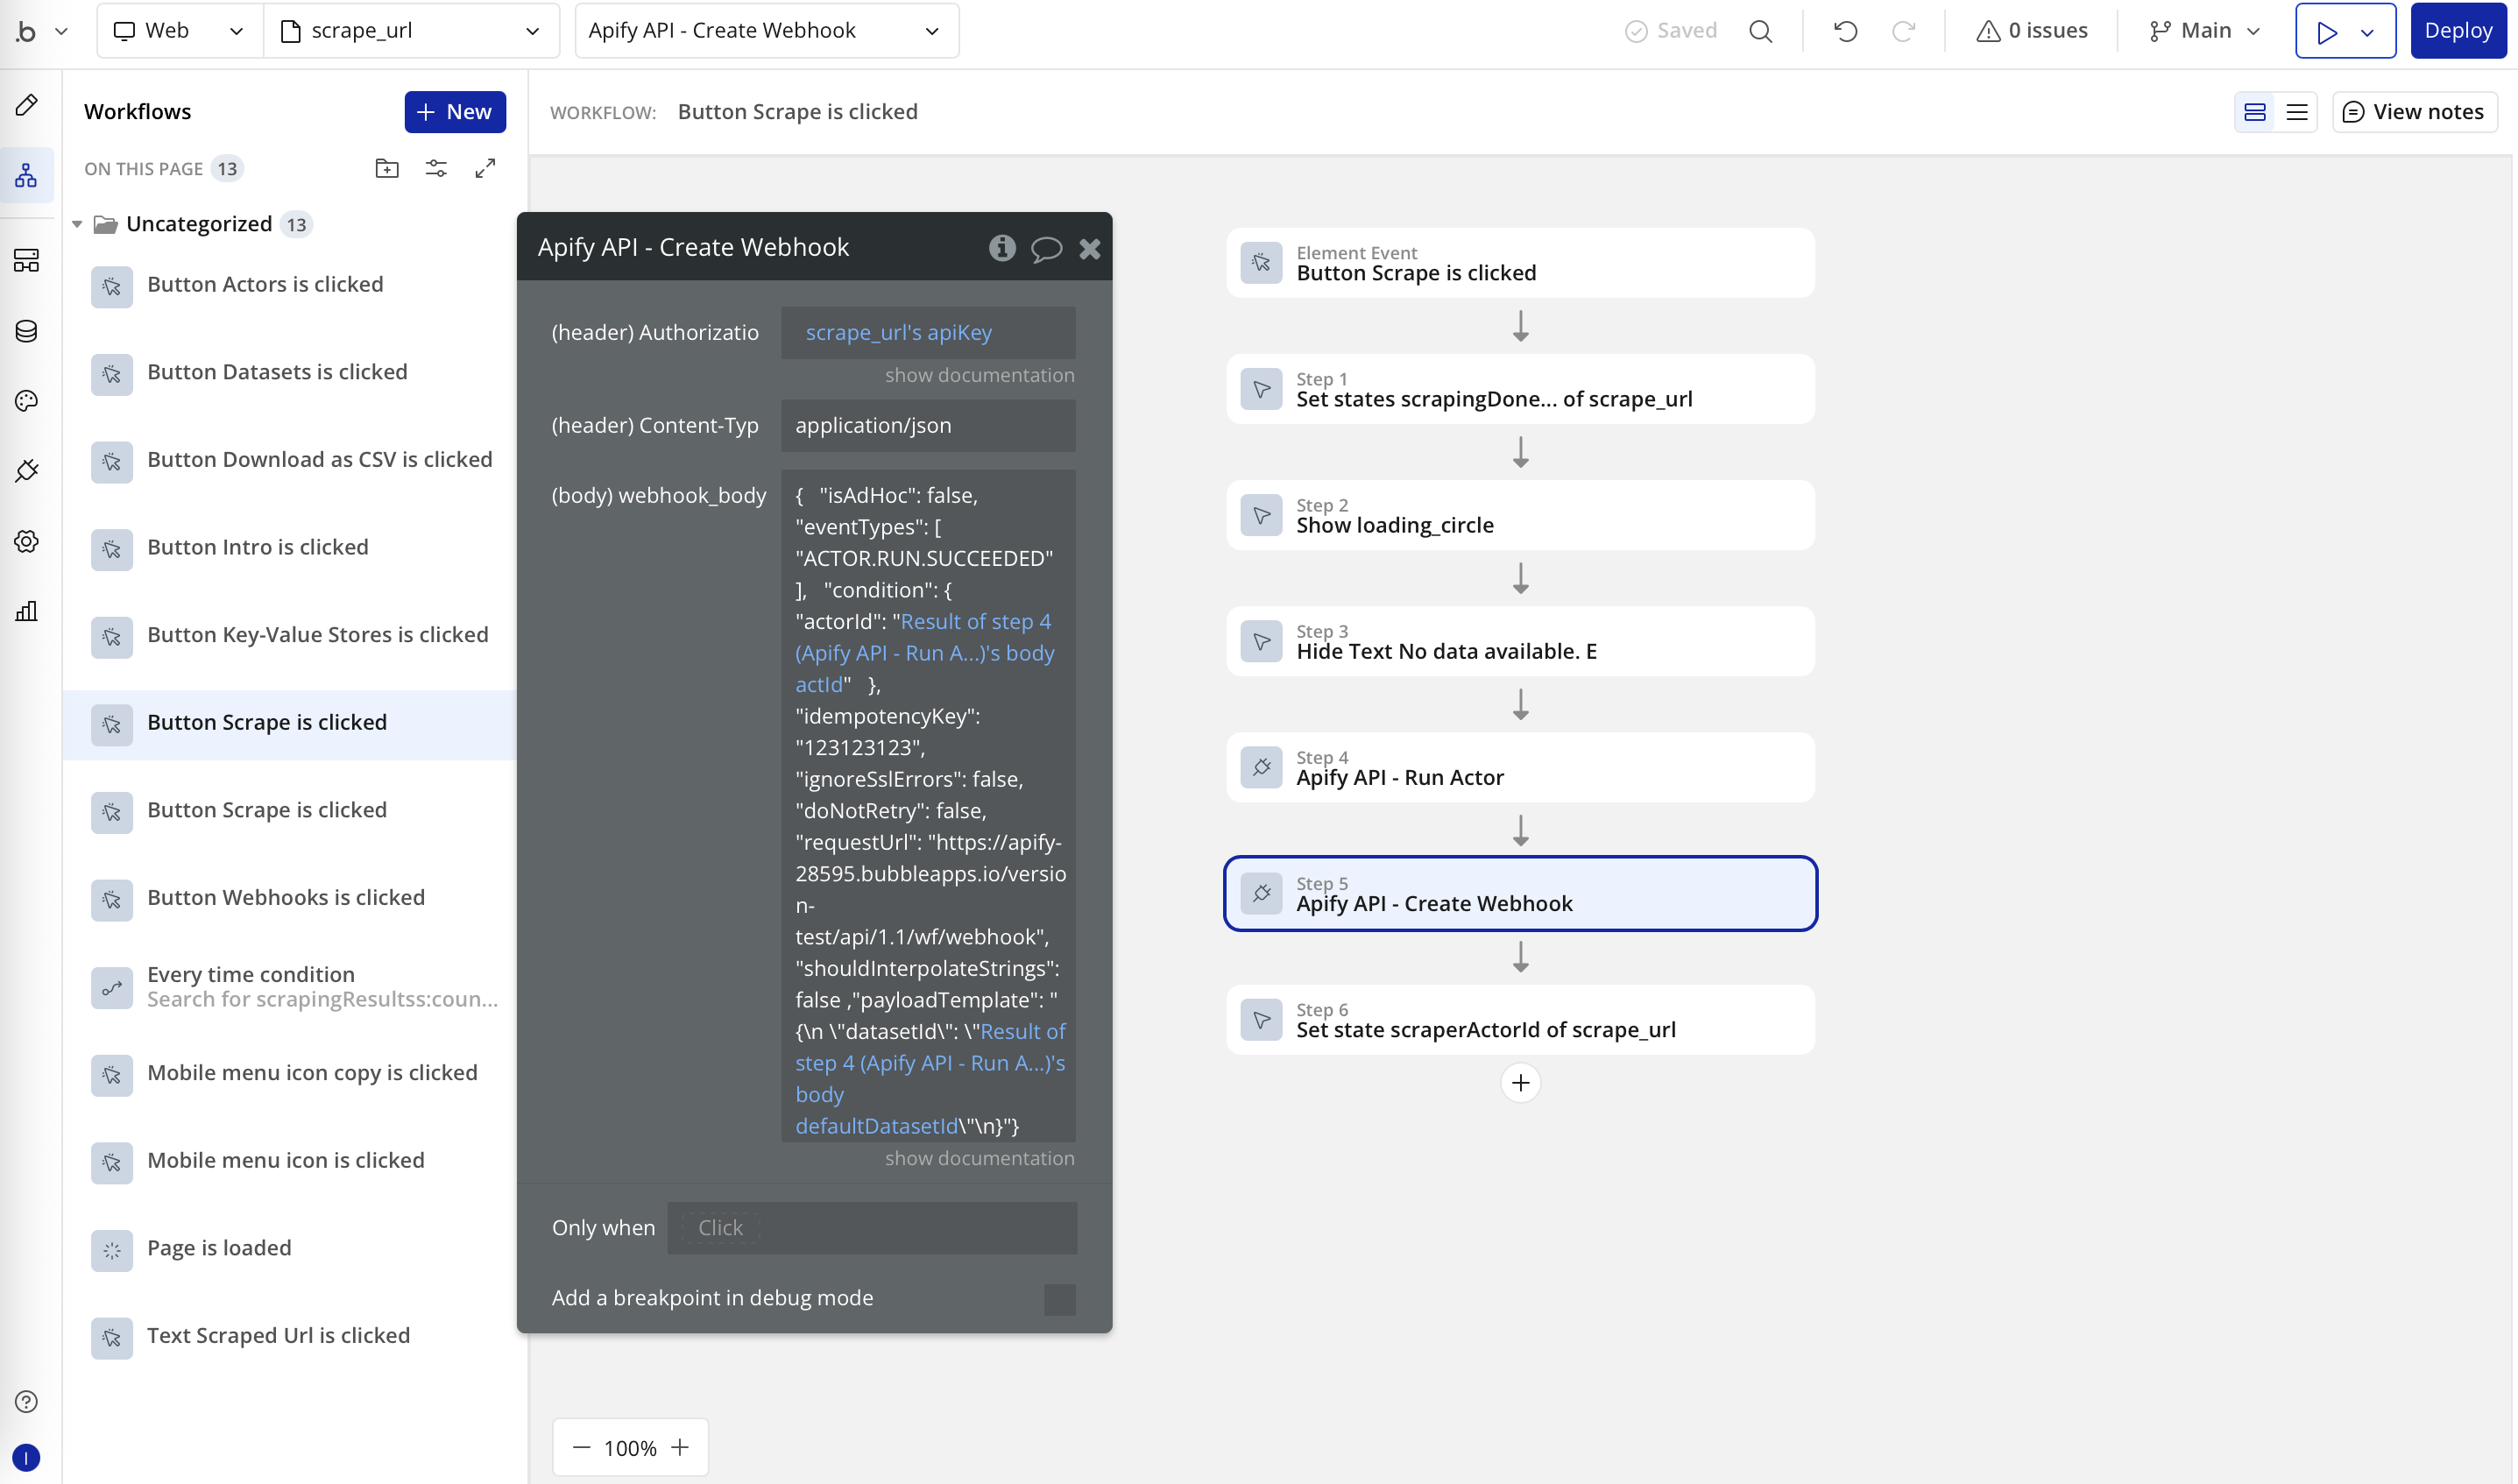 .b
Web
scrape_url
Apify API - Create Webhook
Saved
0 issues
Main
Deploy
Workflows
New
ON THIS PAGE 13
Uncategorized 13
Button Actors is clicked
Button Datasets is clicked
Button Download as CSV is clicked
Button Intro is clicked
Button Key-Value Stores is clicked
Button Scrape is clicked
Button Scrape is clicked
Button Webhooks is clicked
Every time condition
Search for scrapingResultss:coun...
Mobile menu icon copy is clicked
Mobile menu icon is clicked
Page is loaded
Text Scraped Url is clicked
I
WORKFLOW: Button Scrape is clicked
View notes
Apify API - Create Webhook
(header) Authorizatio
scrape_url's apiKey
show documentation
(header) Content-Typ
application/json
(body) webhook_body
{   "isAdHoc": false,
"eventTypes": [
"ACTOR.RUN.SUCCEEDED"
],   "condition": {
"actorId": "Result of step 4
(Apify API - Run A...)'s body
actId"   },
"idempotencyKey":
"123123123",
"ignoreSslErrors": false,
"doNotRetry": false,
"requestUrl": "https://apify-
28595.bubbleapps.io/versio
n-
test/api/1.1/wf/webhook",
"shouldInterpolateStrings":
false ,"payloadTemplate": "
{\n \"datasetId\": \"Result of
step 4 (Apify API - Run A...)'s
body
defaultDatasetId\"\n}"}
show documentation
Only when
Click
Add a breakpoint in debug mode
Element Event
Button Scrape is clicked
Step 1
Set states scrapingDone... of scrape_url
Step 2
Show loading_circle
Step 3
Hide Text No data available. E
Step 4
Apify API - Run Actor
Step 5
Apify API - Create Webhook
Step 6
Set state scraperActorId of scrape_url
100%